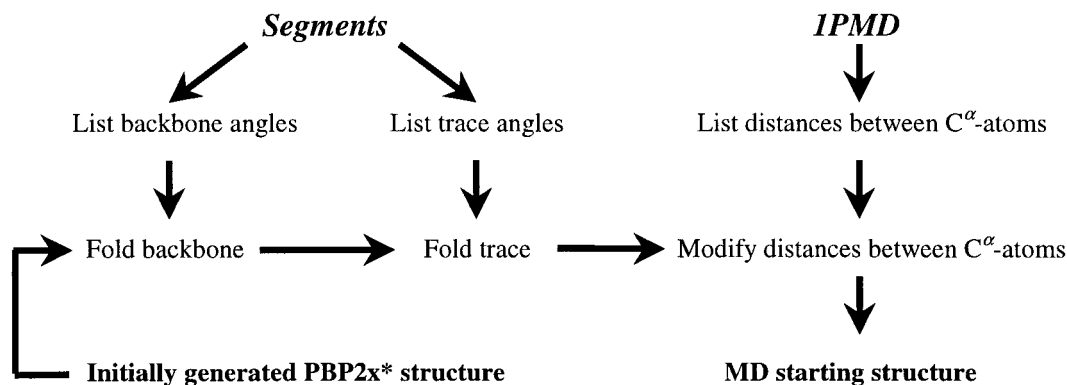 Segments
1PMD
List backbone angles
List trace angles
List distances between Cα-atoms
Fold backbone
Fold trace
Modify distances between Cα-atoms
Initially generated PBP2x* structure
MD starting structure